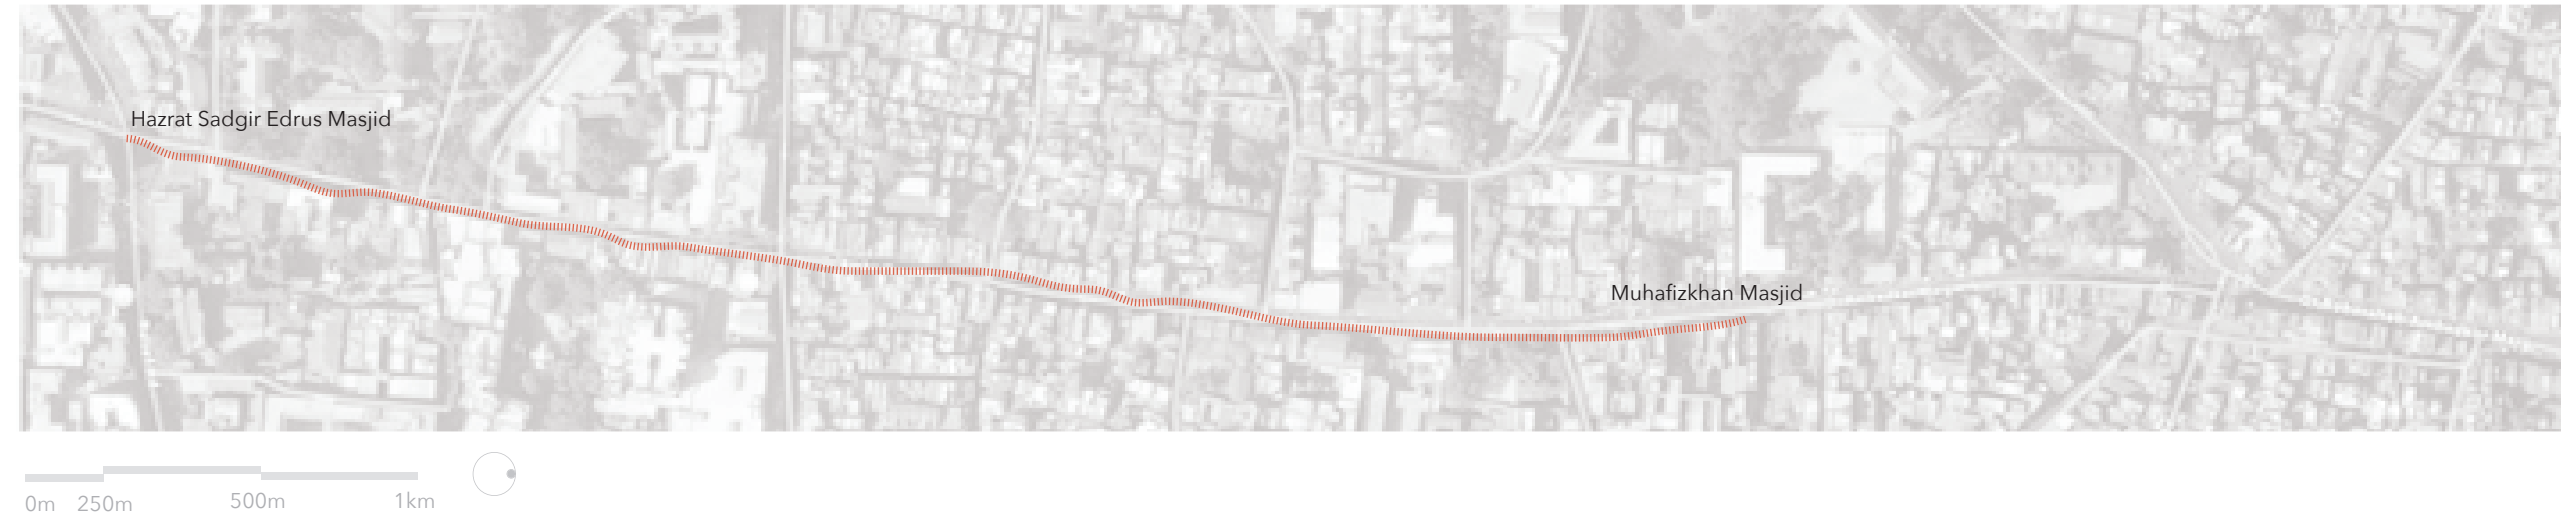 Hazrat Sadgir Edrus Masjid
Muhafizkhan Masjid
0m 250m 500m 1km